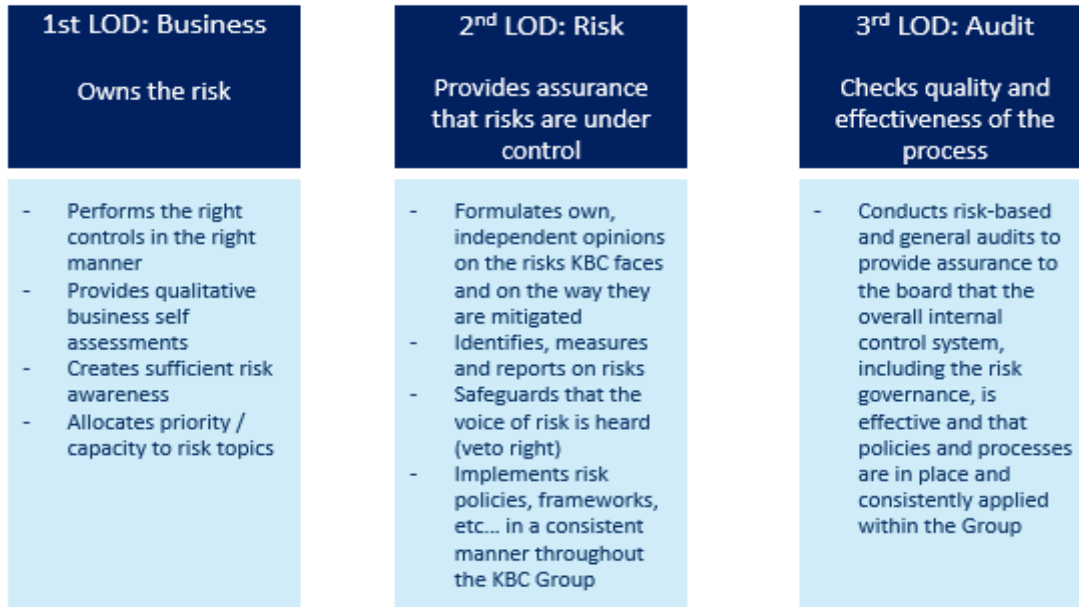 1st LOD: Business
Owns the risk
- Performs the right
controls in the right
manner
- Provides qualitative
business self
assessments
- Creates sufficient risk
awareness
- Allocates priority /
capacity to risk topics
2nd LOD: Risk
Provides assurance
that risks are under
control
- Formulates own,
independent opinions
on the risks KBC faces
and on the way they
are mitigated
- Identifies, measures
and reports on risks
- Safeguards that the
voice of risk is heard
(veto right)
- Implements risk
policies, frameworks,
etc... in a consistent
manner throughout
the KBC Group
3rd LOD: Audit
Checks quality and
effectiveness of the
process
- Conducts risk-based
and general audits to
provide assurance to
the board that the
overall internal
control system,
including the risk
governance, is
effective and that
policies and processes
are in place and
consistently applied
within the Group